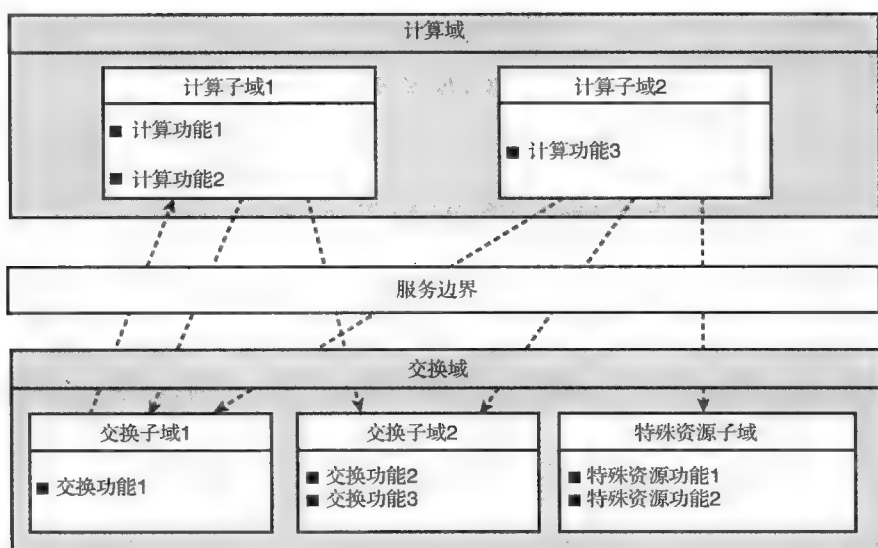 计算域
计算子域1
计算功能1
计算功能2
计算子域2
计算功能3
服务边界
交换域
交换子域1
交换功能1
交换子域2
交换功能2
交换功能3
特殊资源子域
特殊资源功能1
特殊资源功能2